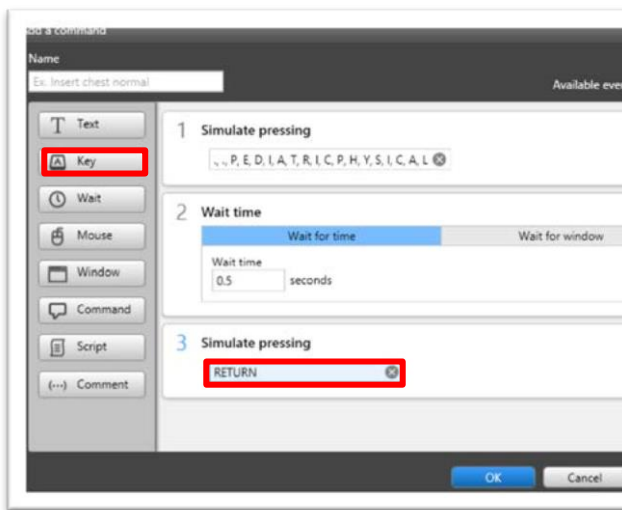 Add a command
Name
Ex. Insert chest normal
Available eve
Text
Key
Wait
Mouse
Window
Command
Script
(...) Comment
1 Simulate pressing
., ., P, E, D, I, A, T, R, I, C, P, H, Y, S, I, C, A, L
2 Wait time
Wait for time Wait for window
Wait time
0.5 seconds
3 Simulate pressing
RETURN
OK Cancel